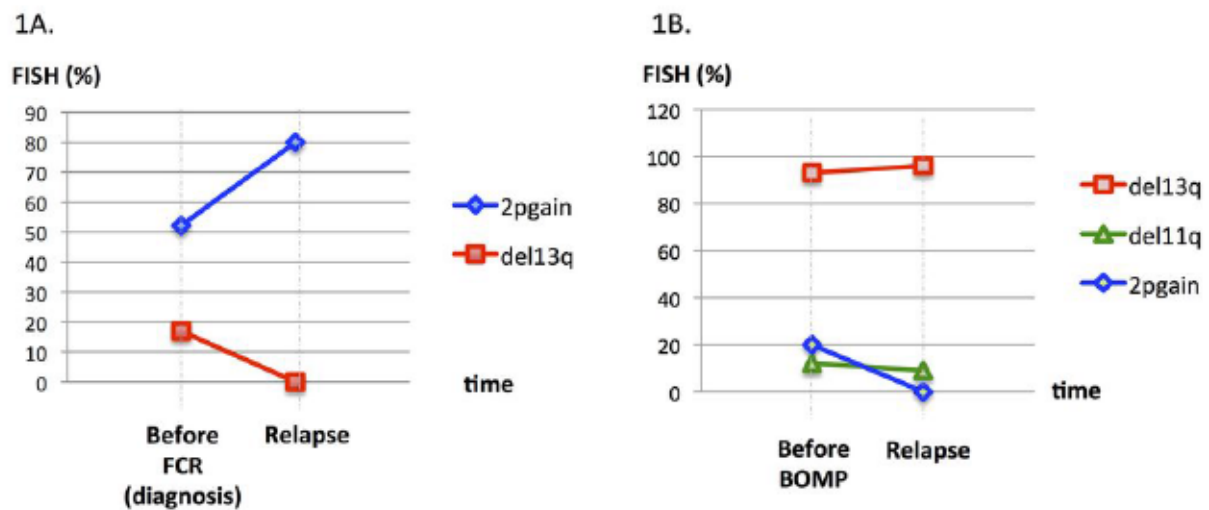 1A.
FISH (%)
90
80
70
60
50
40
30
20
10
0
2pgain
del13q
time
Before
FCR
(diagnosis)
Relapse
1B.
FISH (%)
120
100
80
60
40
20
0
del13q
del11q
2pgain
time
Before
BOMP
Relapse